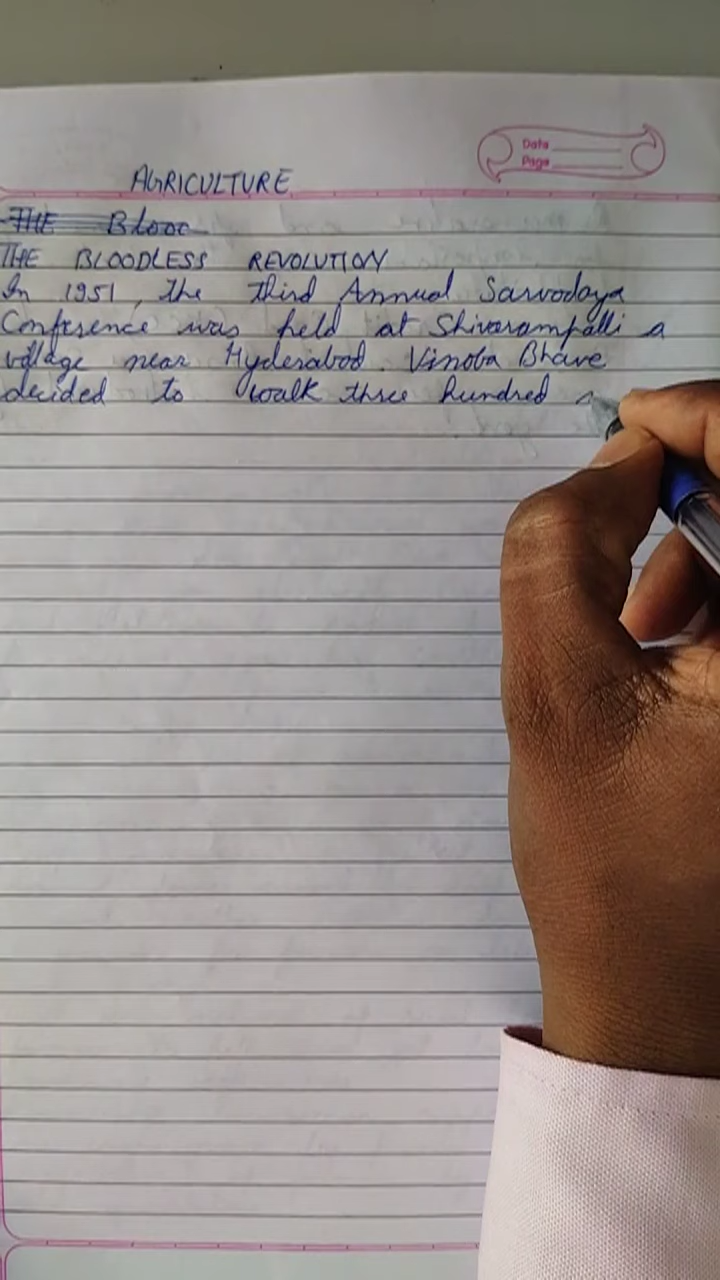 Date
Page
AGRICULTURE
THE Blooc
THE BLOODLESS REVOLUTION
In 1951, the third Annual Sarvodaya
Conference was held at Shivarampalli a
village near Hyderabad. Vinoba Bhave
decided to walk three hundred